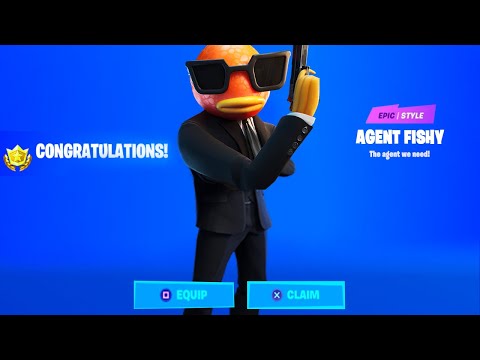 CONGRATULATIONS!
EPIC | STYLE
AGENT FISHY
The agent we need!
EQUIP
CLAIM